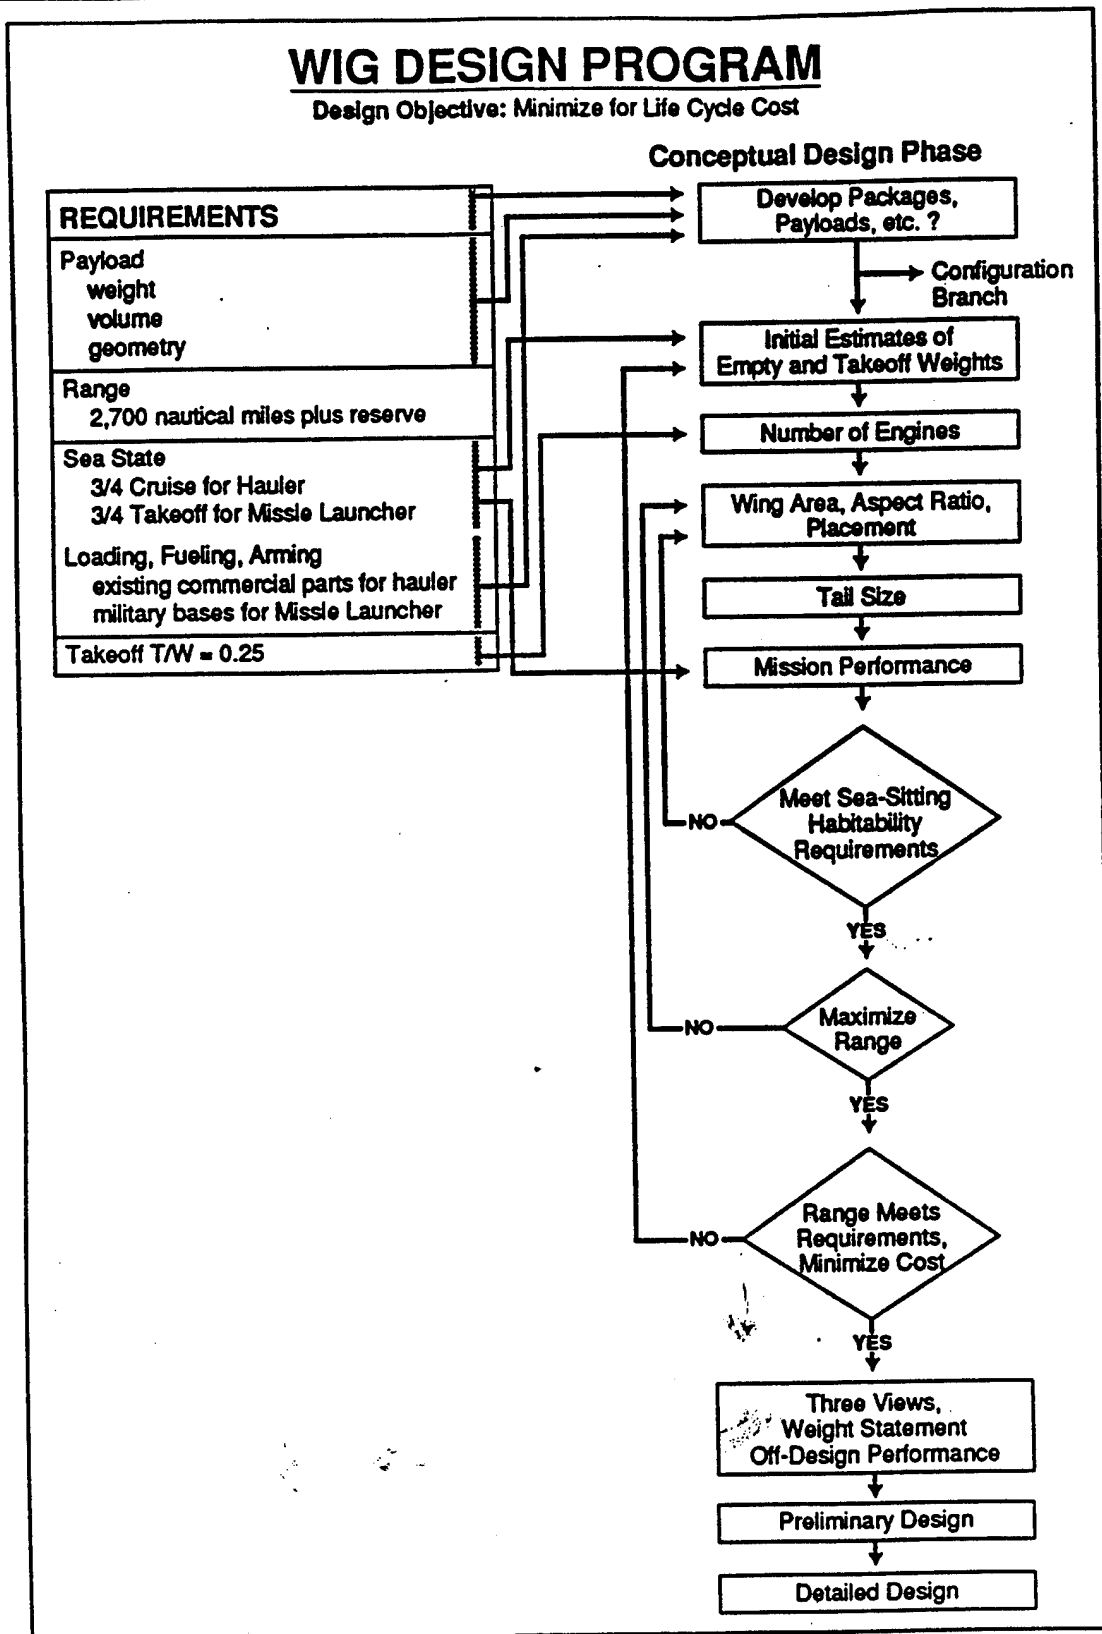 WIG DESIGN PROGRAM
Design Objective: Minimize for Life Cycle Cost
Conceptual Design Phase
REQUIREMENTS
Payload
weight
volume
geometry
Range
2,700 nautical miles plus reserve
Sea State
3/4 Cruise for Hauler
3/4 Takeoff for Missle Launcher
Loading, Fueling, Arming
existing commercial parts for hauler
military bases for Missle Launcher
Takeoff T/W = 0.25
Develop Packages,
Payloads, etc. ?
Configuration
Branch
Initial Estimates of
Empty and Takeoff Weights
Number of Engines
Wing Area, Aspect Ratio,
Placement
Tail Size
Mission Performance
Meet Sea-Sitting
Habitability
Requirements
NO
YES
Maximize
Range
NO
YES
Range Meets
Requirements,
Minimize Cost
NO
YES
Three Views,
Weight Statement
Off-Design Performance
Preliminary Design
Detailed Design